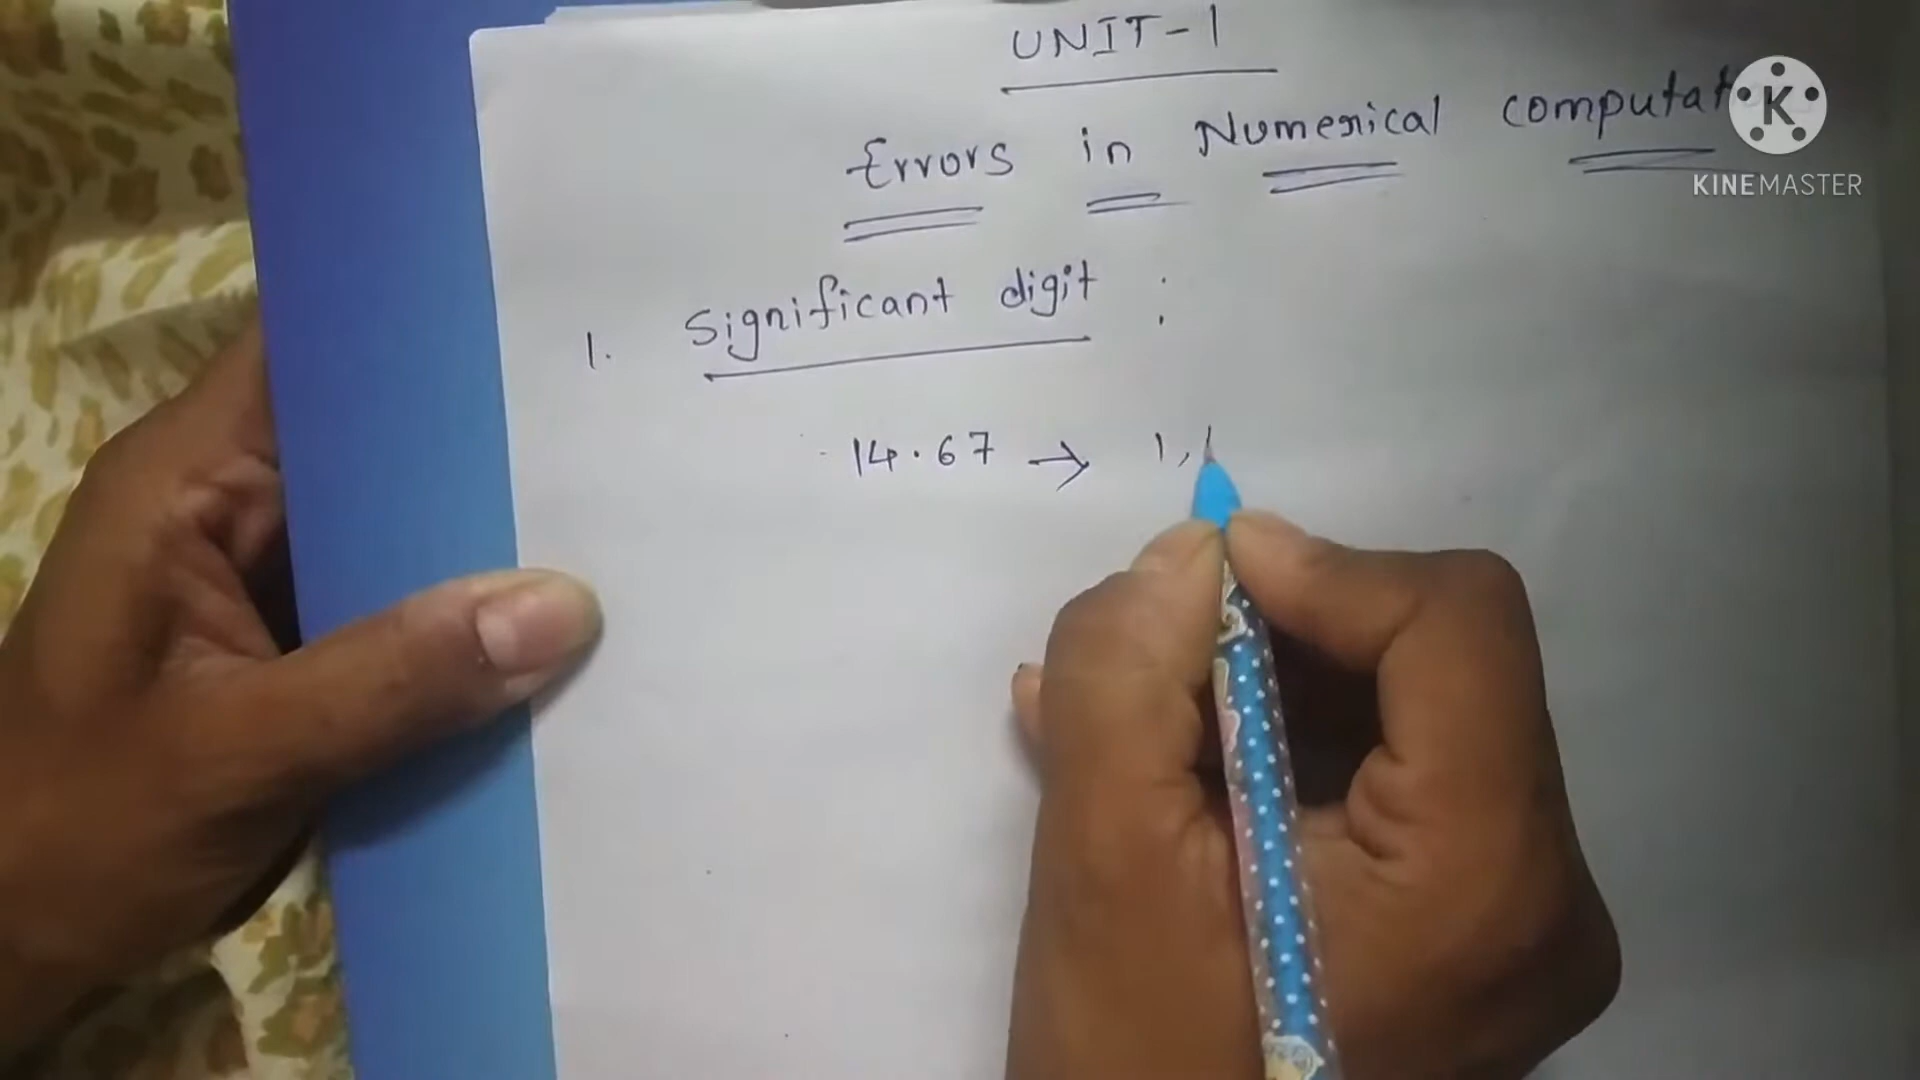 UNIT-1
Errors in Numerical computat
K
KINEMASTER
1. Significant digit :
14.67 → 1,